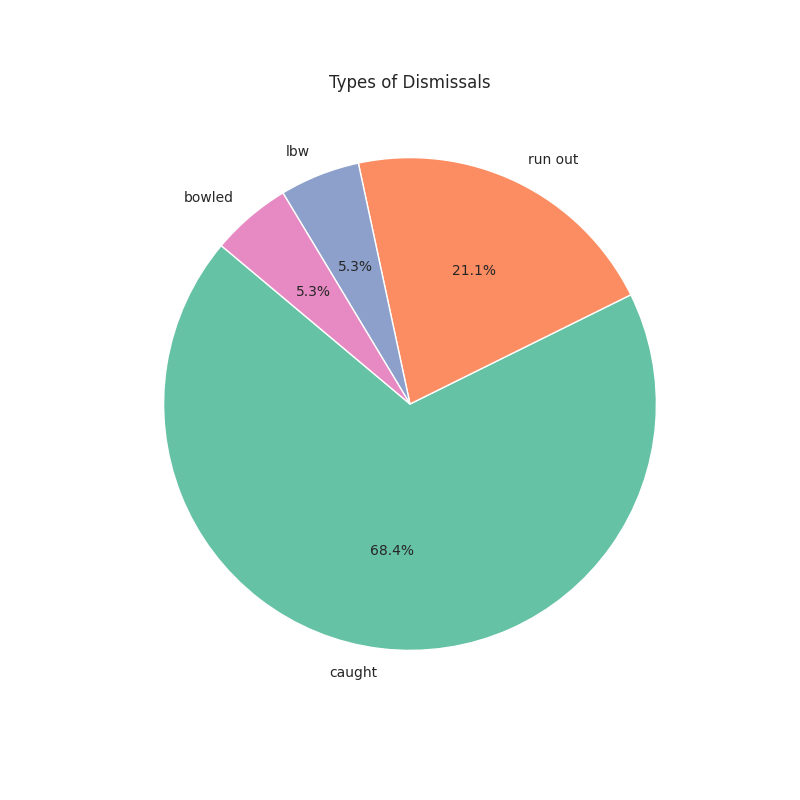 Types of Dismissals
lbw
run out
bowled
5.3%
21.1%
5.3%
68.4%
caught